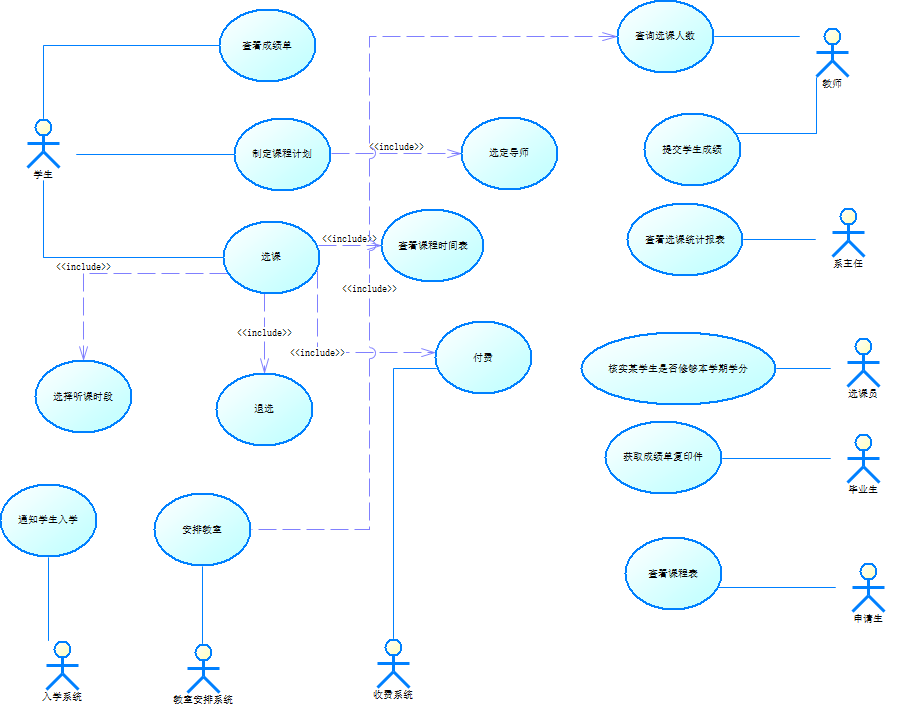 查看成绩单
查询选课人数
教师
学生
制定课程计划
<<include>>
选定导师
提交学生成绩
选课
<<include>>
查看课程时间表
查看选课统计报表
系主任
<<include>>
<<include>>
<<include>>
<<include>>
付费
核实某学生是否修够本学期学分
选课员
选择听课时段
退选
获取成绩单复印件
毕业生
通知学生入学
安排教室
查看课程表
申请生
入学系统
教室安排系统
收费系统